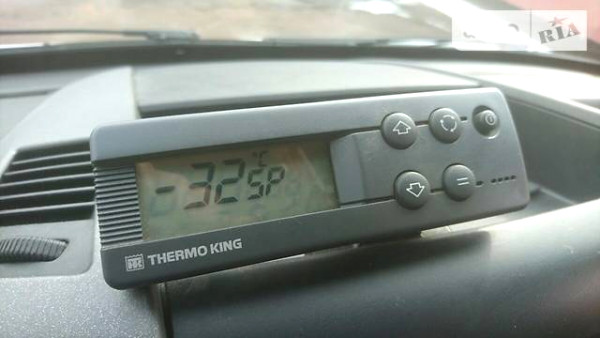 RIA
°C
-32 SP
THERMO KING